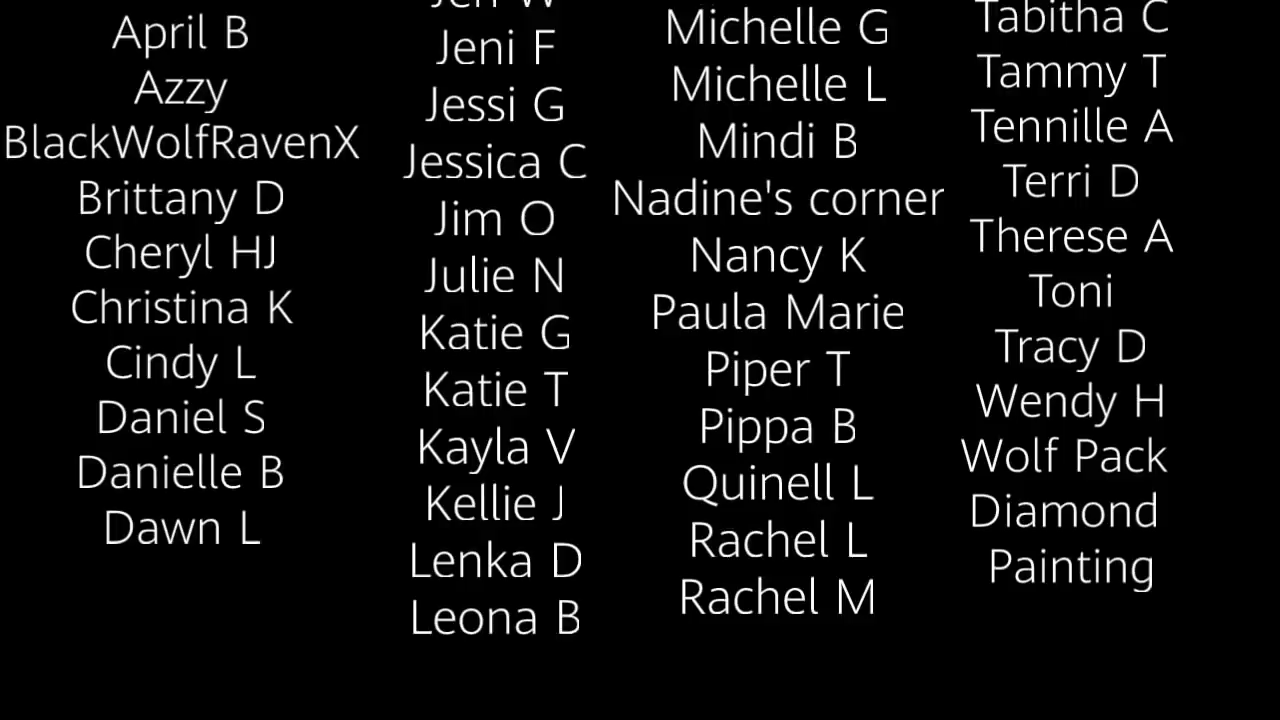 April B
Azzy
BlackWolfRavenX
Brittany D
Cheryl HJ
Christina K
Cindy L
Daniel S
Danielle B
Dawn L
Jen W
Jeni F
Jessi G
Jessica C
Jim O
Julie N
Katie G
Katie T
Kayla V
Kellie J
Lenka D
Leona B
Michelle G
Michelle L
Mindi B
Nadine's corner
Nancy K
Paula Marie
Piper T
Pippa B
Quinell L
Rachel L
Rachel M
Tabitha C
Tammy T
Tennille A
Terri D
Therese A
Toni
Tracy D
Wendy H
Wolf Pack
Diamond
Painting